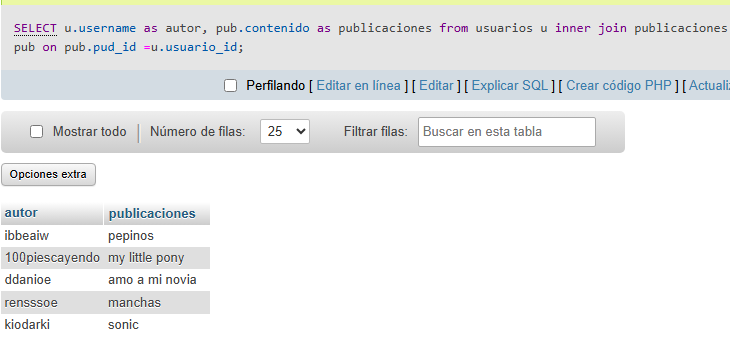 SELECT u.username as autor, pub.contenido as publicaciones from usuarios u inner join publicaciones
pub on pub.pud_id =u.usuario_id;
Perfilando [ Editar en línea ] [ Editar ] [ Explicar SQL ] [ Crear código PHP ] [ Actuali
Mostrar todo | Número de filas: 25 Filtrar filas: Buscar en esta tabla
Opciones extra
autor publicaciones
ibbeaiw pepinos
100piescayendo my little pony
ddanioe amo a mi novia
rensssoe manchas
kiodarki sonic